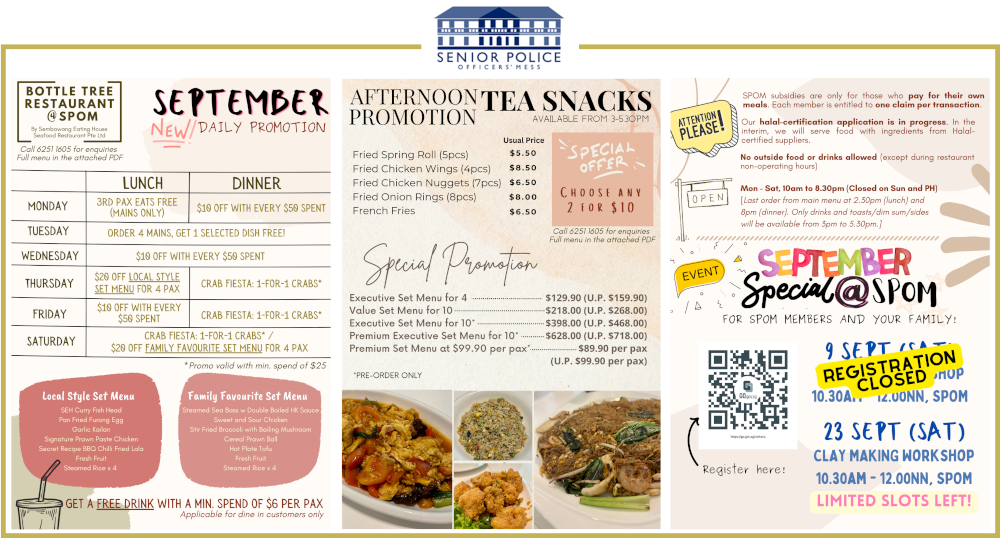 SENIOR POLICE
OFFICERS' MESS
BOTTLE TREE
RESTAURANT
@SPOM
By Sembawang Eating House
Seafood Restaurant Pte Ltd
Call 6251 1605 for enquiries
Full menu in the attached PDF
SEPTEMBER
NEW! DAILY PROMOTION
LUNCH DINNER
MONDAY
3RD PAX EATS FREE
(MAINS ONLY)
$10 OFF WITH EVERY $50 SPENT
TUESDAY
ORDER 4 MAINS, GET 1 SELECTED DISH FREE!
WEDNESDAY
$10 OFF WITH EVERY $50 SPENT
THURSDAY
$20 OFF LOCAL STYLE
SET MENU FOR 4 PAX
CRAB FIESTA: 1-FOR-1 CRABS*
FRIDAY
$10 OFF WITH EVERY
$50 SPENT
CRAB FIESTA: 1-FOR-1 CRABS*
SATURDAY
CRAB FIESTA: 1-FOR-1 CRABS* /
$20 OFF FAMILY FAVOURITE SET MENU FOR 4 PAX
*Promo valid with min. spend of $25
Local Style Set Menu
SEH Curry Fish Head
Pan Fried Furong Egg
Garlic Kailan
Signature Prawn Paste Chicken
Secret Recipe BBQ Chilli Fried Lala
Fresh Fruit
Steamed Rice x 4
Family Favourite Set Menu
Steamed Sea Bass w Double Boiled HK Sauce
Sweet and Sour Chicken
Stir Fried Broccoli with Bailing Mushroom
Cereal Prawn Ball
Hot Plate Tofu
Fresh Fruit
Steamed Rice x 4
GET A FREE DRINK WITH A MIN. SPEND OF $6 PER PAX
Applicable for dine in customers only
AFTERNOON TEA SNACKS
PROMOTION AVAILABLE FROM 3-5.30PM
Usual Price
Fried Spring Roll (5pcs) $5.50
Fried Chicken Wings (4pcs) $8.50
Fried Chicken Nuggets (7pcs) $6.50
Fried Onion Rings (8pcs) $8.00
French Fries $6.50
SPECIAL
OFFER
CHOOSE ANY
2 FOR $10
Call 6251 1605 for enquiries
Full menu in the attached PDF
Special Promotion
Executive Set Menu for 4 $129.90 (U.P. $159.90)
Value Set Menu for 10 $218.00 (U.P. $268.00)
Executive Set Menu for 10* $398.00 (U.P. $468.00)
Premium Executive Set Menu for 10* $628.00 (U.P. $718.00)
Premium Set Menu at $99.90 per pax* $89.90 per pax
(U.P. $99.90 per pax)
*PRE-ORDER ONLY
ATTENTION
PLEASE!
SPOM subsidies are only for those who pay for their own
meals. Each member is entitled to one claim per transaction.
Our halal-certification application is in progress. In the
interim, we will serve food with ingredients from Halal-
certified suppliers.
No outside food or drinks allowed (except during restaurant
non-operating hours)
OPEN
Mon - Sat, 10am to 8.30pm (Closed on Sun and PH)
[Last order from main menu at 2.30pm (lunch) and
8pm (dinner). Only drinks and toasts/dim sum/sides
will be available from 3pm to 5.30pm.]
EVENT
SEPTEMBER
Special @ SPOM
FOR SPOM MEMBERS AND YOUR FAMILY!
Register here!
9 SEPT (SAT)
REGISTRATION
CLOSED
10.30AM - 12.00NN, SPOM
23 SEPT (SAT)
CLAY MAKING WORKSHOP
10.30AM - 12.00NN, SPOM
LIMITED SLOTS LEFT!